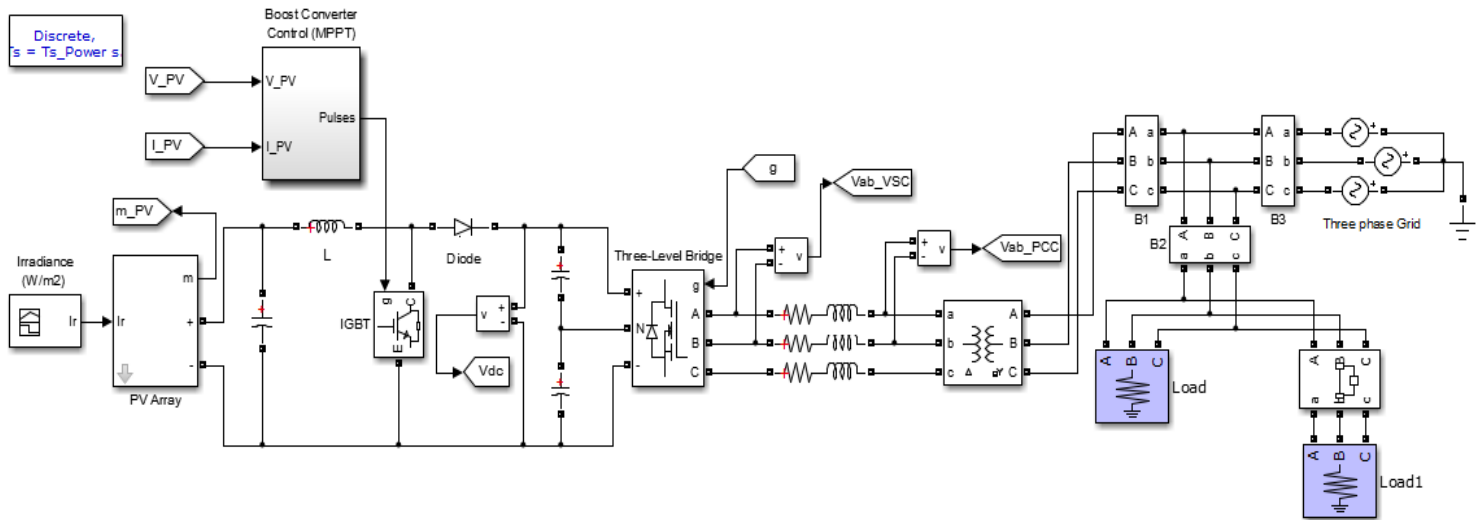 Discrete,
s = Ts_Power s.
Boost Converter
Control (MPPT)
V_PV
V_PV
Pulses
I_PV
I_PV
m_PV
Irradiance
(W/m2)
Ir
Ir
m
+
-
PV Array
L
Diode
g
C
E
IGBT
v
+
-
Vdc
Three-Level Bridge
g
+
N
-
A
B
C
g
Vab_VSC
+
-
v
Vab_PCC
+
-
v
a
b
c
A
B
C
Δ
Y
A
B
C
a
b
c
B1
A
B
C
a
b
c
B3
+
+
+
Three phase Grid
B2
A
B
C
a
b
c
A
B
C
Load
A
B
C
a
b
c
A
B
C
Load1